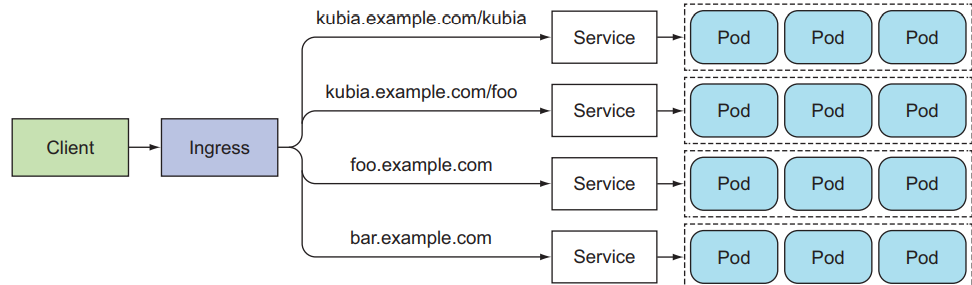 kubia.example.com/kubia
Service
Pod Pod Pod
kubia.example.com/foo
Service
Pod Pod Pod
Client
Ingress
foo.example.com
Service
Pod Pod Pod
bar.example.com
Service
Pod Pod Pod